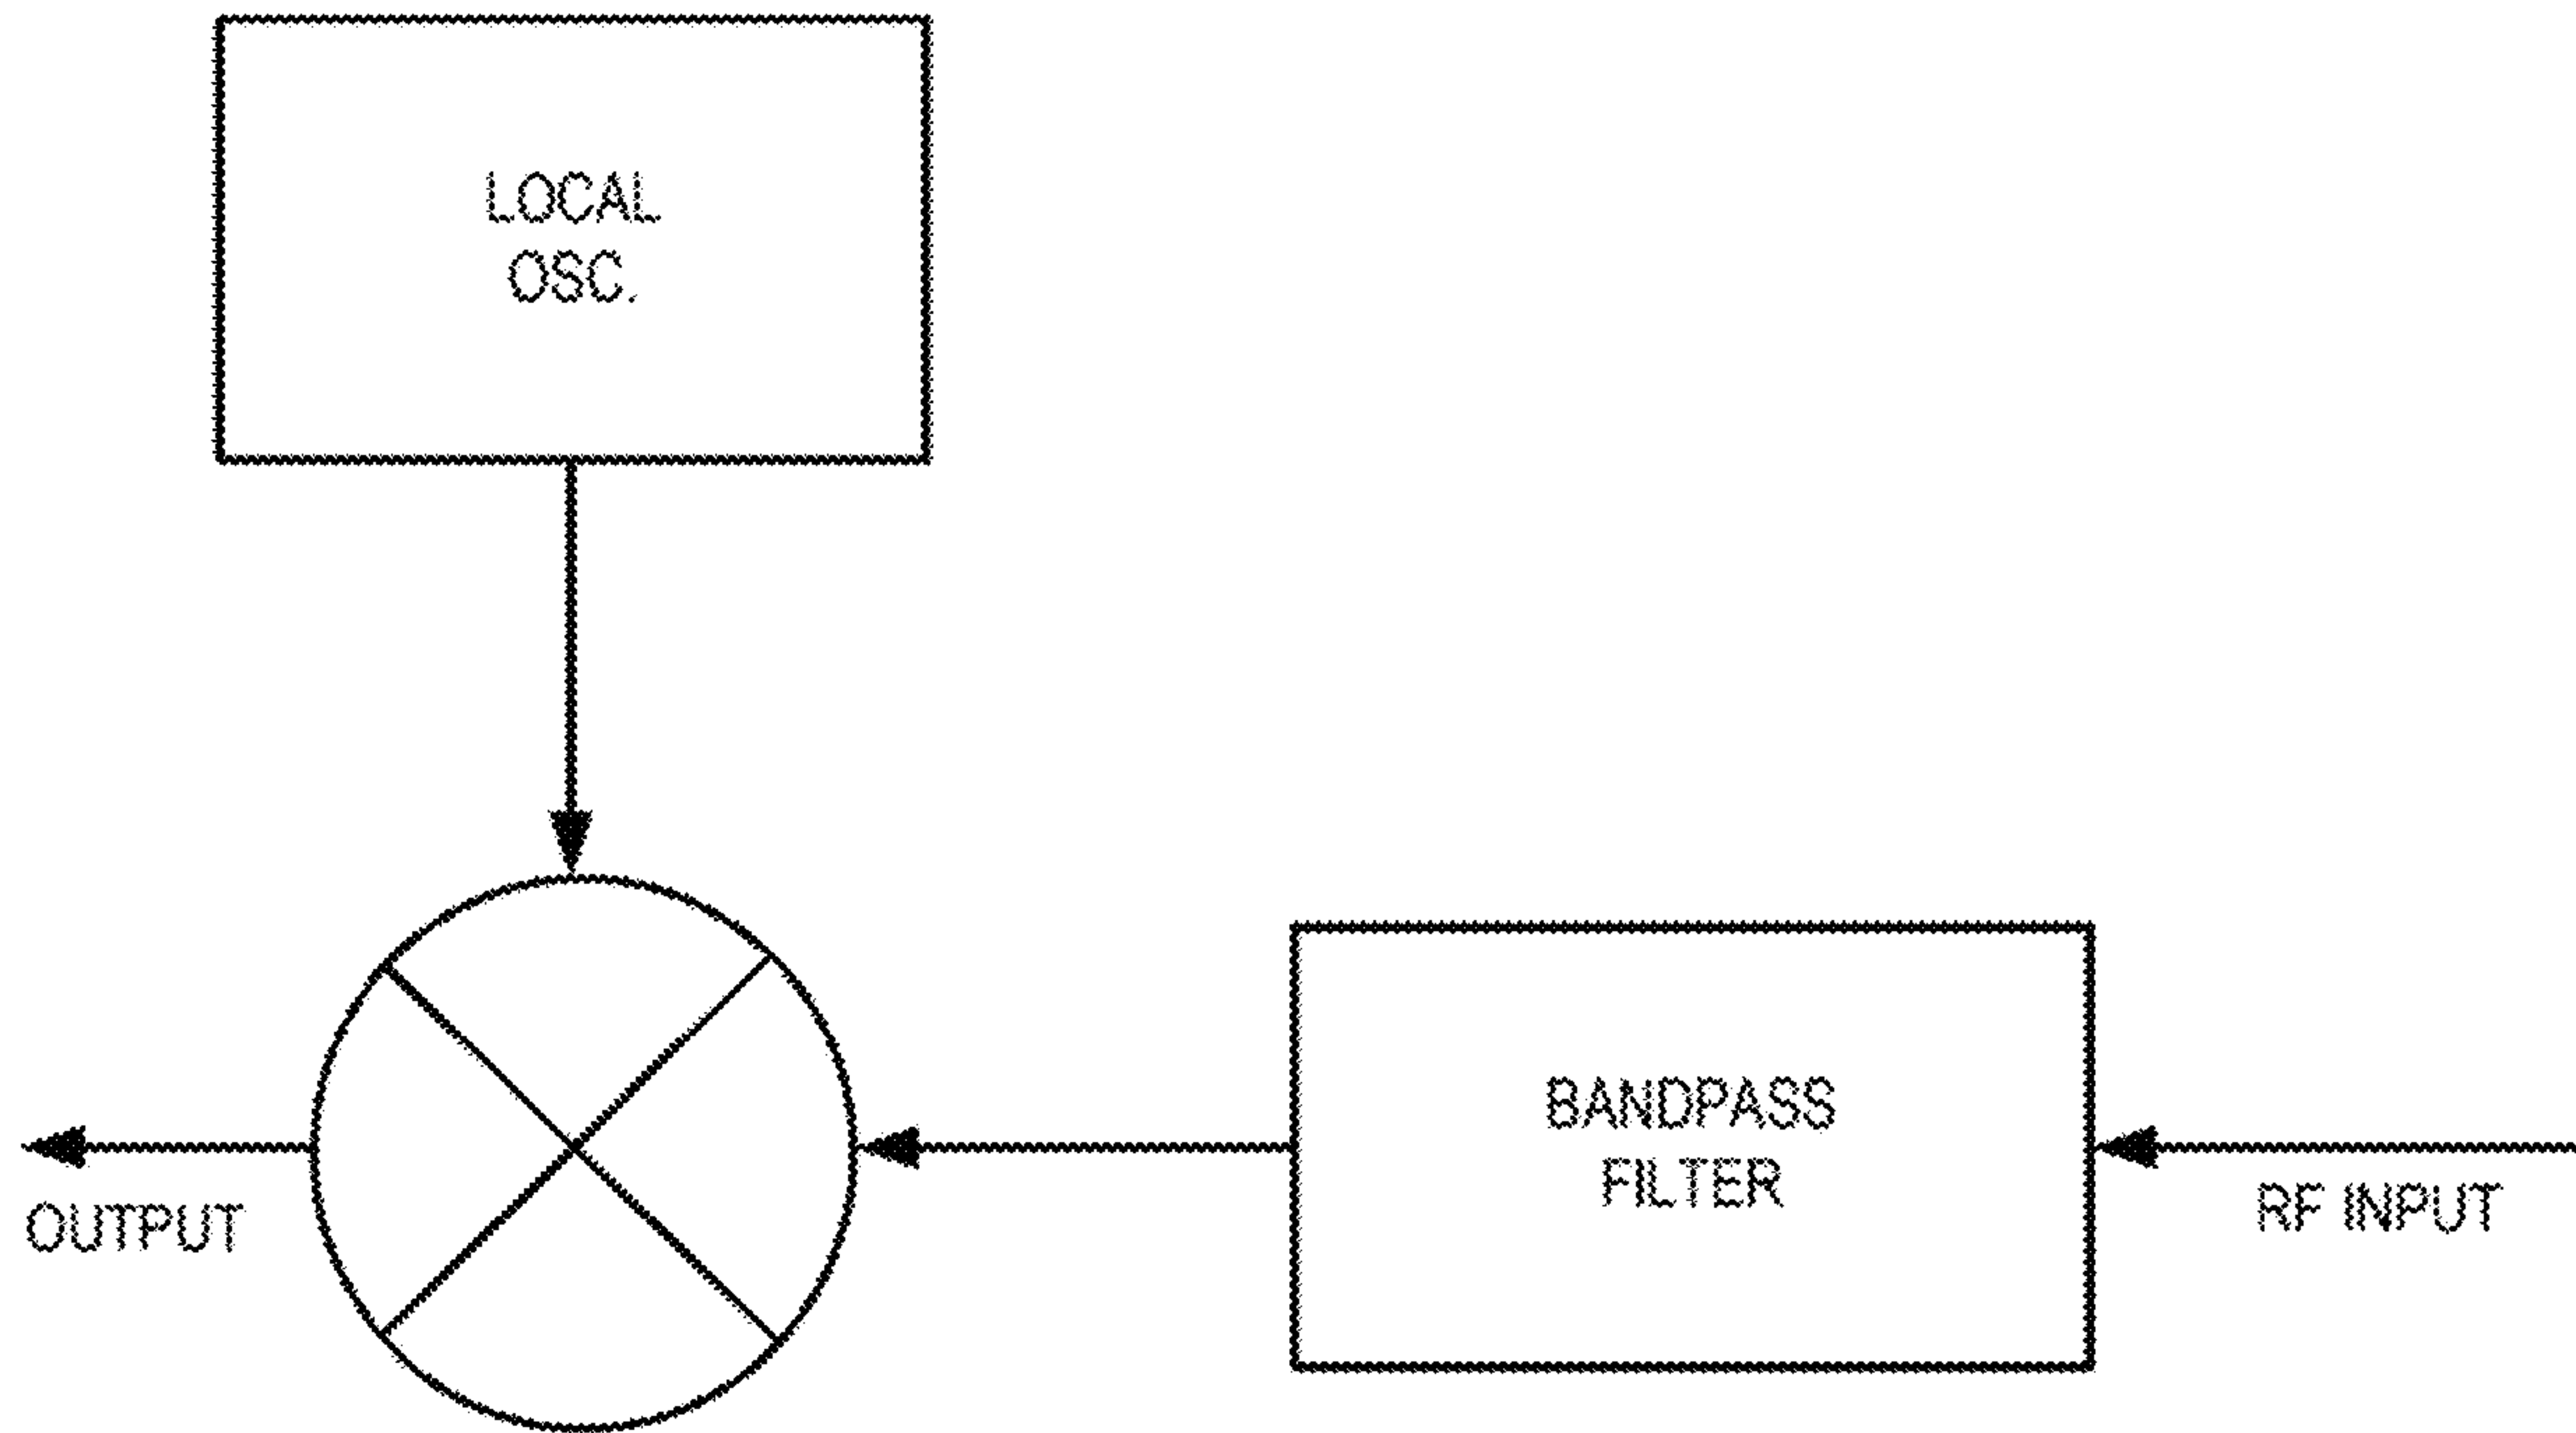 LOCAL
OSC.
BANDPASS
FILTER
OUTPUT
RF INPUT